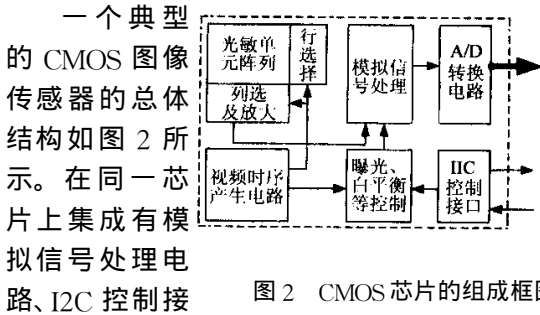 一个典型
的 CMOS 图像
传感器的总体
结构如图 2 所
示。在同一芯
片上集成有模
拟信号处理电
路、I2C 控制接
光敏单
元阵列
行
选
择
列选
及放大
模拟信
号处理
A/D
转换
电路
视频时序
产生电路
曝光、
白平衡
等控制
IIC
控制
接口
图 2 CMOS 芯片的组成框